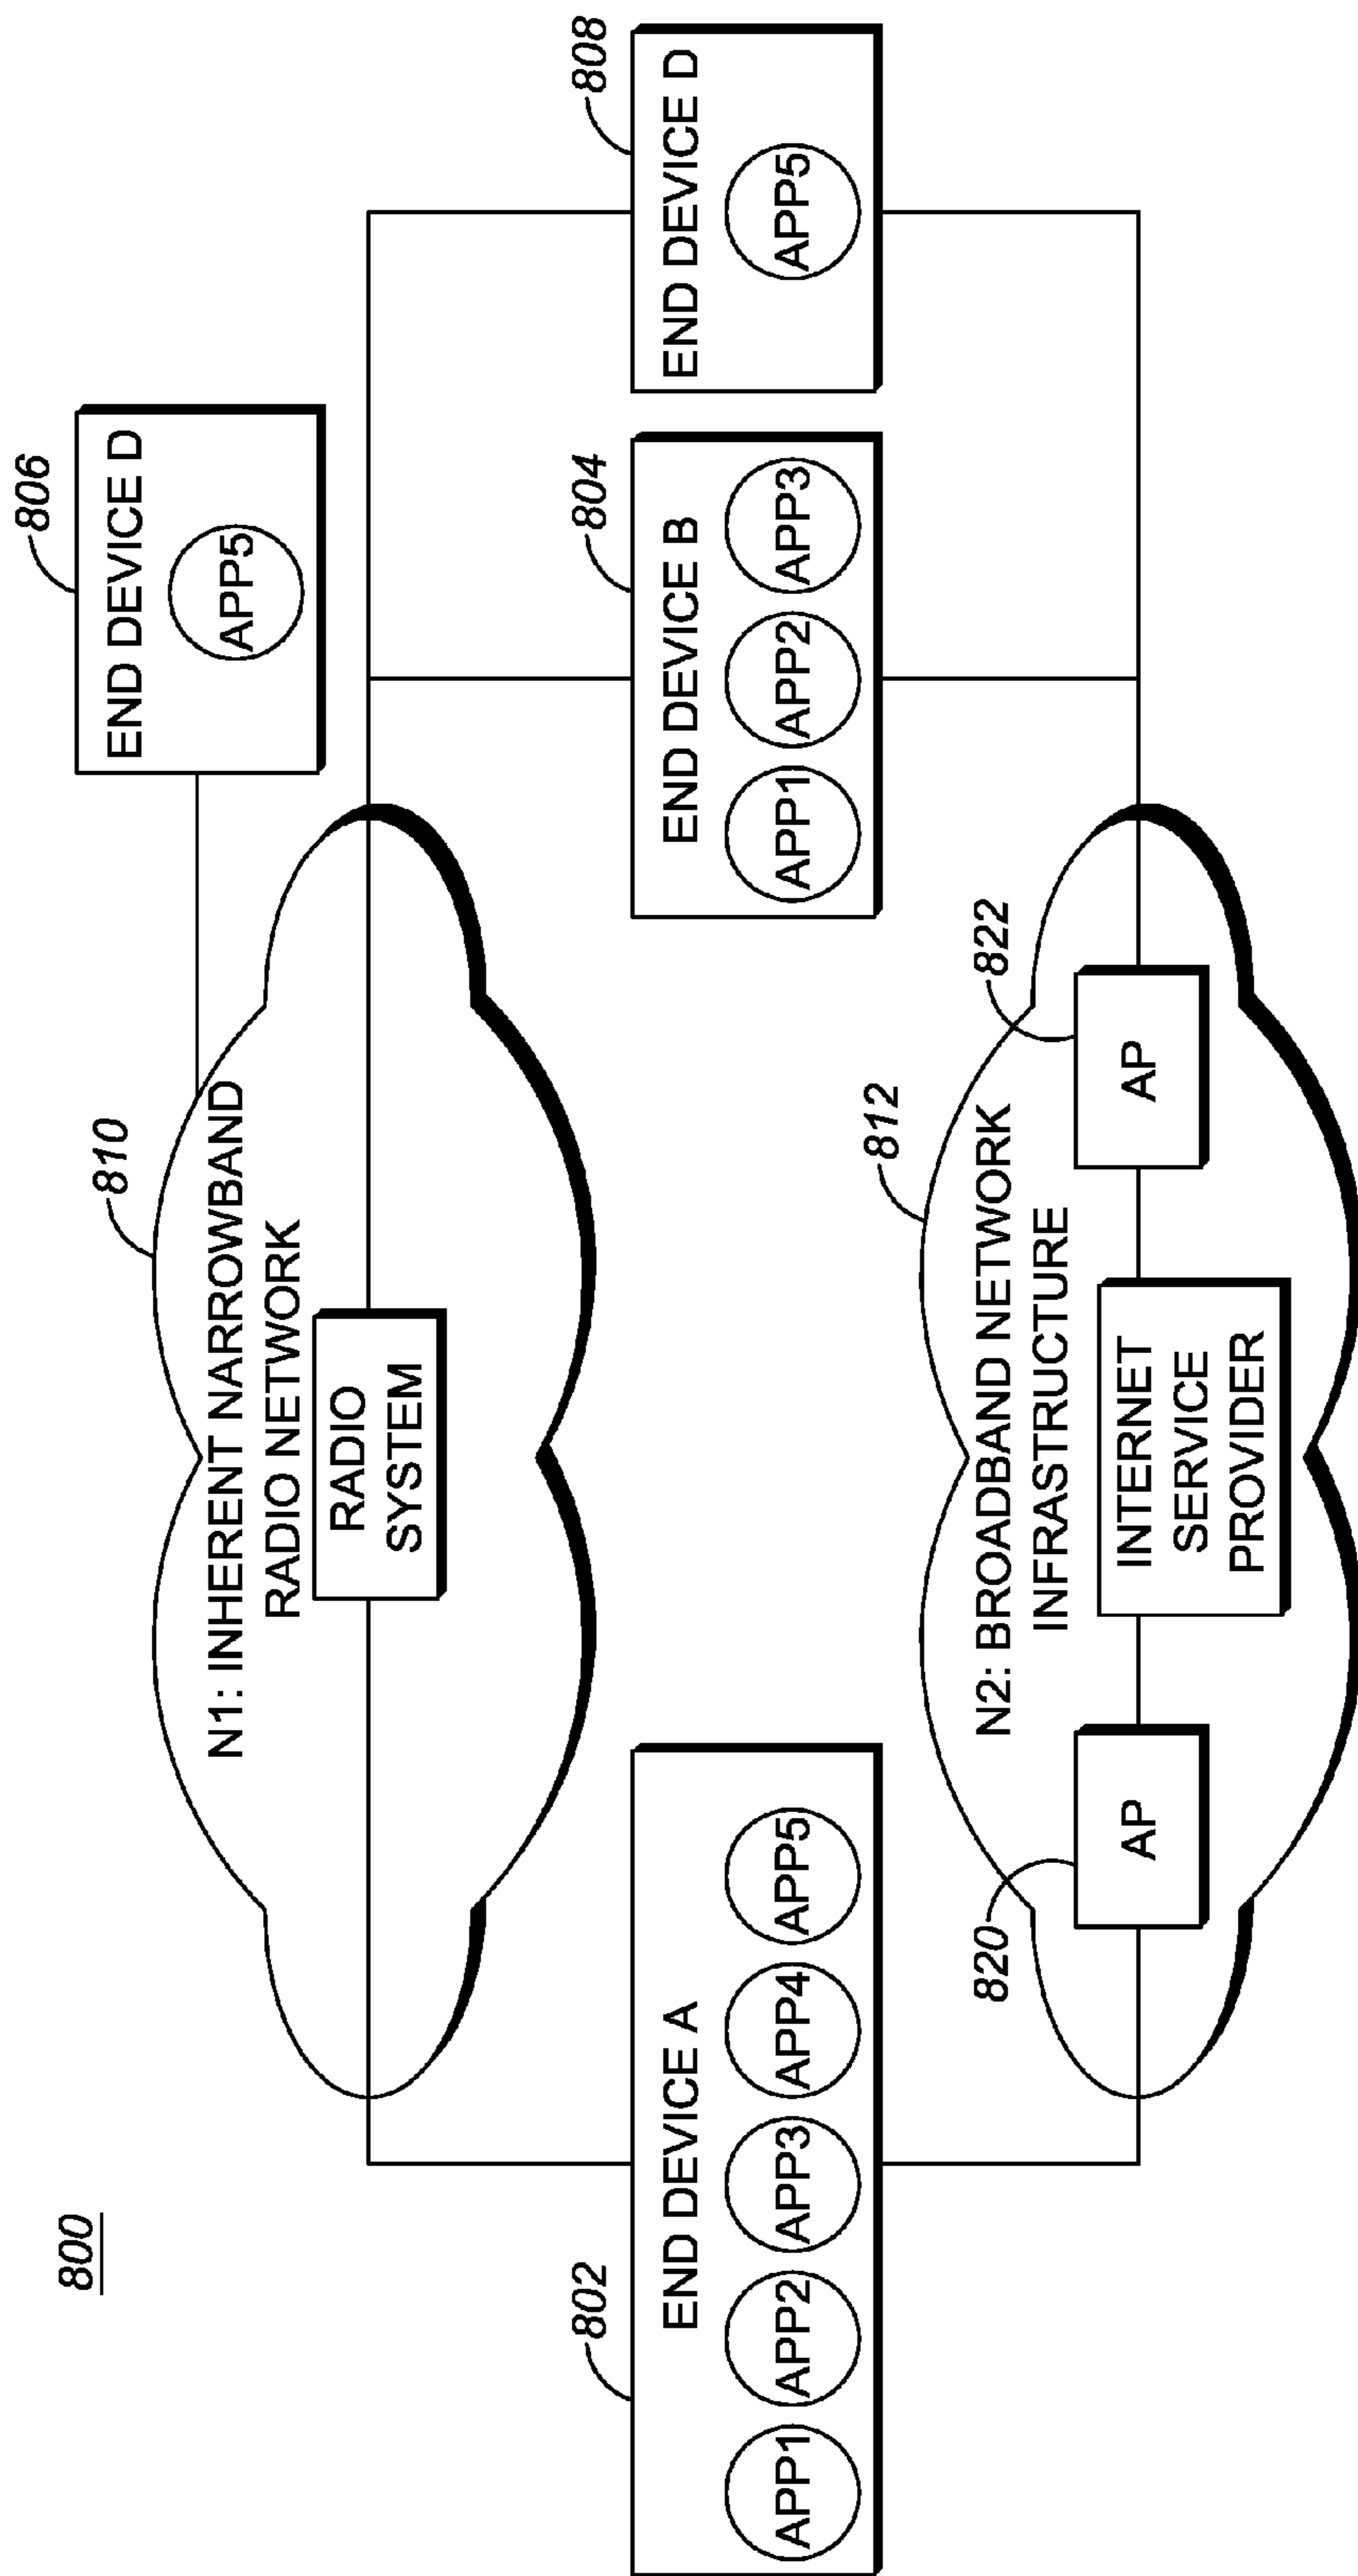 800
806
END DEVICE D
APP5
810
N1: INHERENT NARROWBAND
RADIO NETWORK
RADIO
SYSTEM
802
END DEVICE A
APP1
APP2
APP3
APP4
APP5
804
END DEVICE B
APP1
APP2
APP3
808
END DEVICE D
APP5
812
N2: BROADBAND NETWORK
INFRASTRUCTURE
820
AP
INTERNET
SERVICE
PROVIDER
822
AP